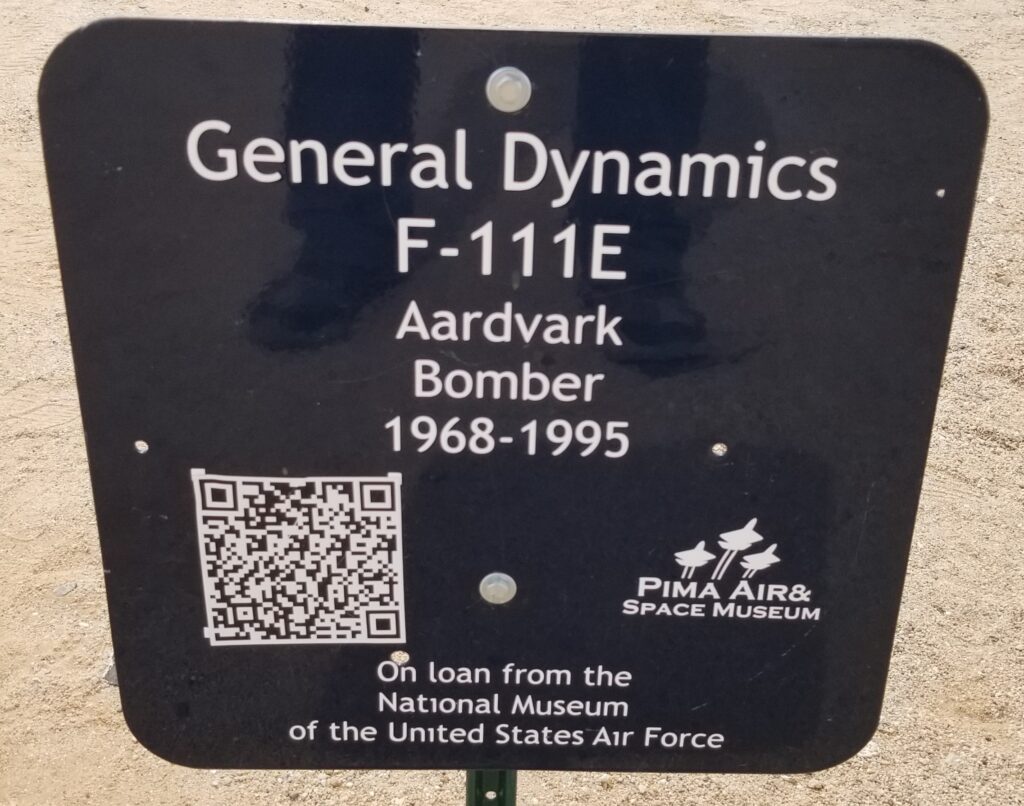 General Dynamics
F-111E
Aardvark
Bomber
1968-1995
PIMA AIR&
SPACE MUSEUM
On loan from the
National Museum
of the United States Air Force